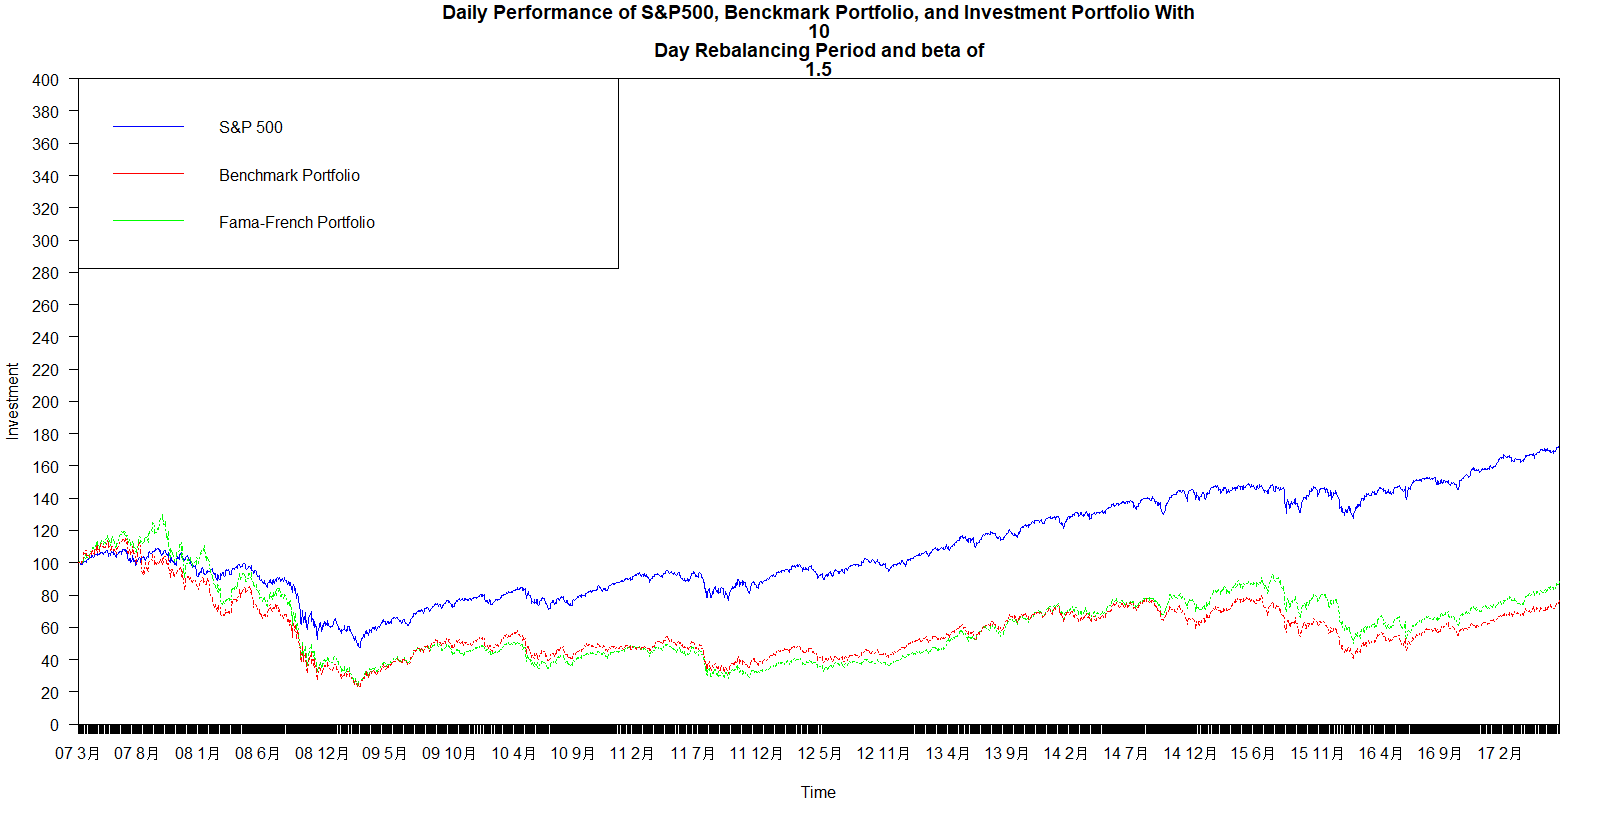 Daily Performance of S&P500, Benckmark Portfolio, and Investment Portfolio With
10
Day Rebalancing Period and beta of
1.5
400
380
360
340
320
300
280
260
240
220
200
180
160
140
120
100
80
60
40
20
0
Investment
S&P 500
Benchmark Portfolio
Fama-French Portfolio
07 3月 07 8月 08 1月 08 6月 08 12月 09 5月 09 10月 10 4月 10 9月 11 2月 11 7月 11 12月 12 5月 12 11月 13 4月 13 9月 14 2月 14 7月 14 12月 15 6月 15 11月 16 4月 16 9月 17 2月
Time